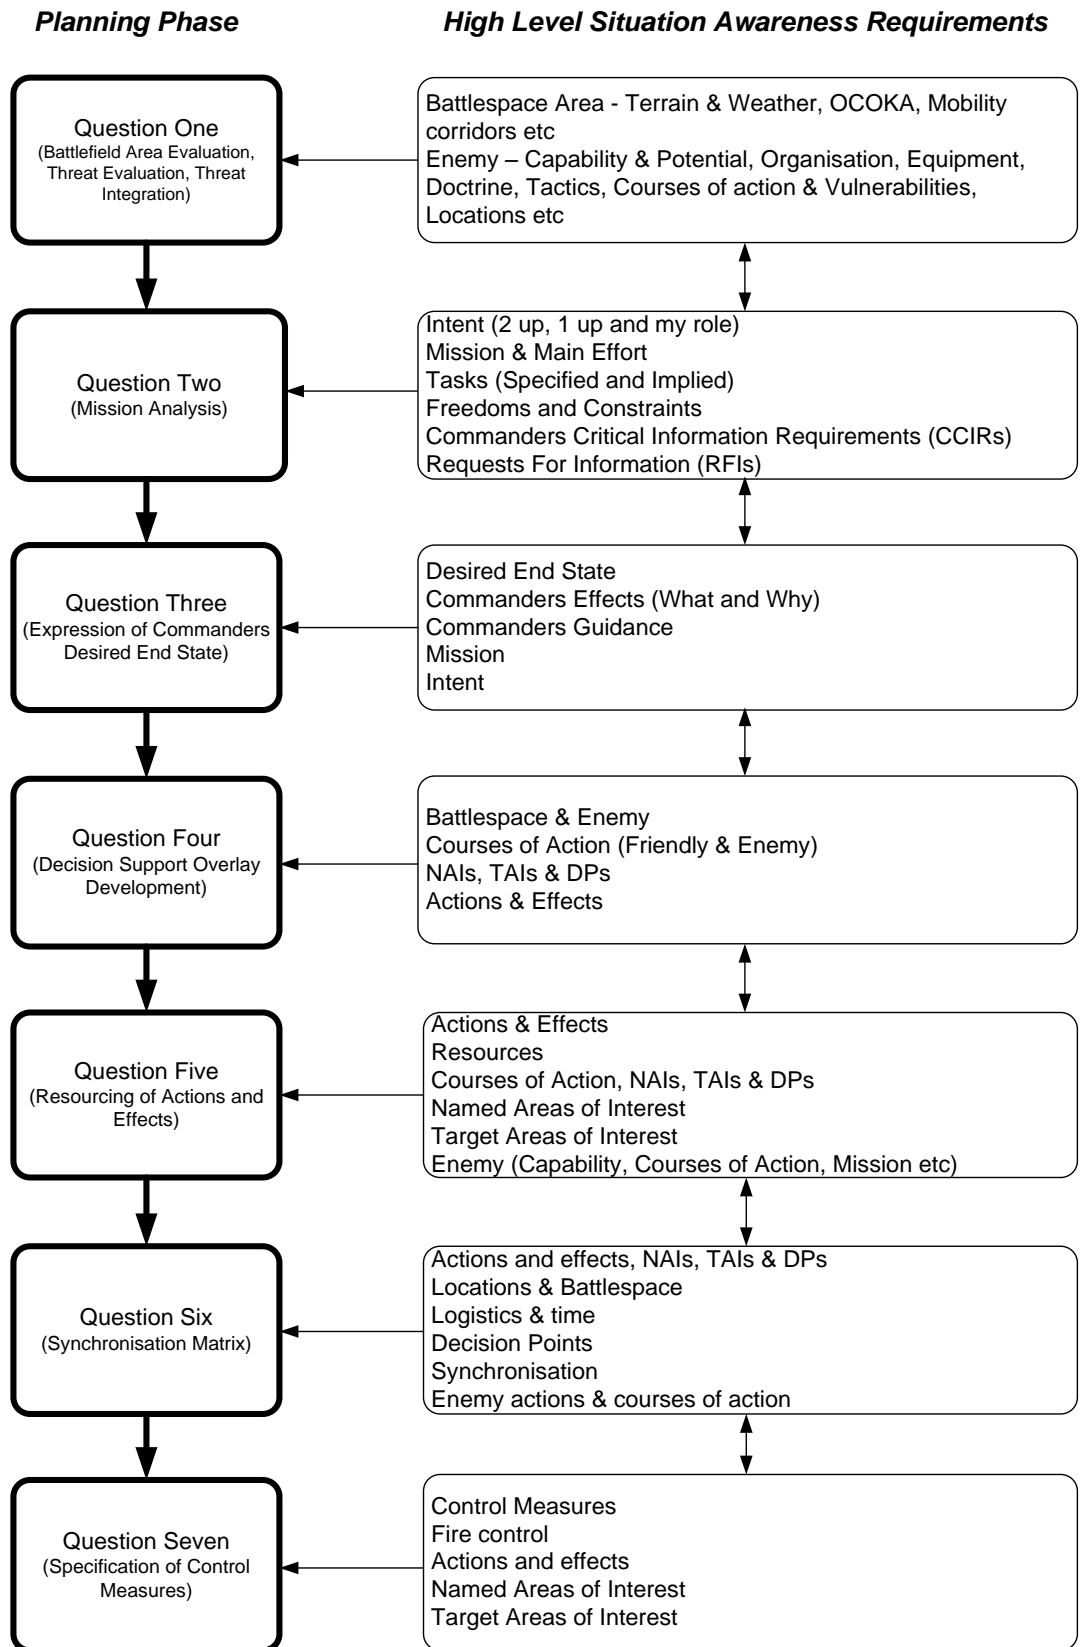 Planning Phase
High Level Situation Awareness Requirements
Question One
(Battlefield Area Evaluation,
Threat Evaluation, Threat
Integration)
Battlespace Area - Terrain & Weather, OCOKA, Mobility
corridors etc
Enemy – Capability & Potential, Organisation, Equipment,
Doctrine, Tactics, Courses of action & Vulnerabilities,
Locations etc
Question Two
(Mission Analysis)
Intent (2 up, 1 up and my role)
Mission & Main Effort
Tasks (Specified and Implied)
Freedoms and Constraints
Commanders Critical Information Requirements (CCIRs)
Requests For Information (RFIs)
Question Three
(Expression of Commanders
Desired End State)
Desired End State
Commanders Effects (What and Why)
Commanders Guidance
Mission
Intent
Question Four
(Decision Support Overlay
Development)
Battlespace & Enemy
Courses of Action (Friendly & Enemy)
NAIs, TAIs & DPs
Actions & Effects
Question Five
(Resourcing of Actions and
Effects)
Actions & Effects
Resources
Courses of Action, NAIs, TAIs & DPs
Named Areas of Interest
Target Areas of Interest
Enemy (Capability, Courses of Action, Mission etc)
Question Six
(Synchronisation Matrix)
Actions and effects, NAIs, TAIs & DPs
Locations & Battlespace
Logistics & time
Decision Points
Synchronisation
Enemy actions & courses of action
Question Seven
(Specification of Control
Measures)
Control Measures
Fire control
Actions and effects
Named Areas of Interest
Target Areas of Interest